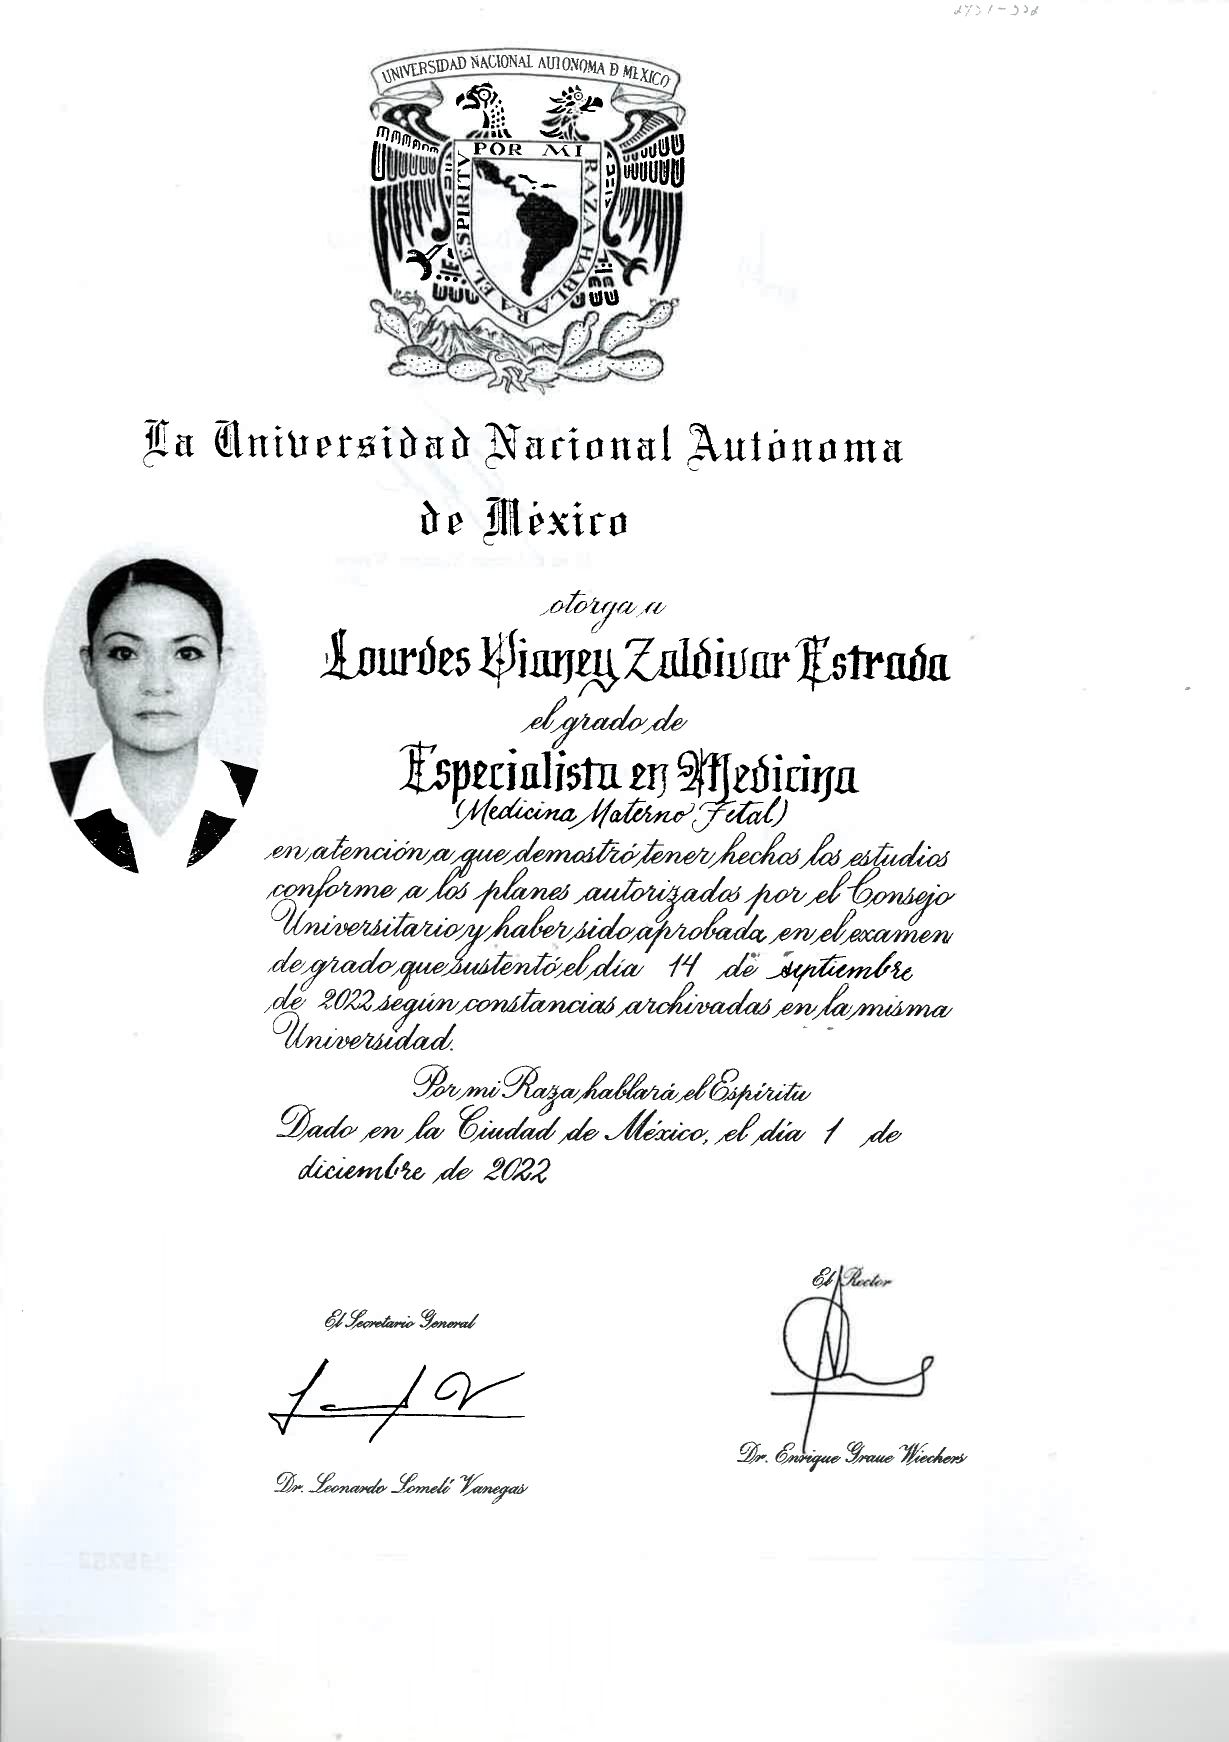 UNIVERSIDAD NACIONAL AUTONOMA D MEXICO
POR MI RAZA HABLARA EL ESPIRITV
La Universidad Nacional Autónoma
de México
otorga a
Lourdes Vianey Zaldivar Estrada
el grado de
Especialista en Medicina
(Medicina Materno Fetal)
en atención a que demostró tener hechos los estudios
conforme a los planes autorizados por el Consejo
Universitario y haber sido aprobada en el examen
de grado que sustentó el día 14 de septiembre
de 2022 según constancias archivadas en la misma
Universidad.
Por mi Raza hablará el Espíritu
Dado en la Ciudad de México, el día 1 de
diciembre de 2022
El Rector
El Secretario General
Dr. Enrique Graue Wiechers
Dr. Leonardo Lomelí Vanegas